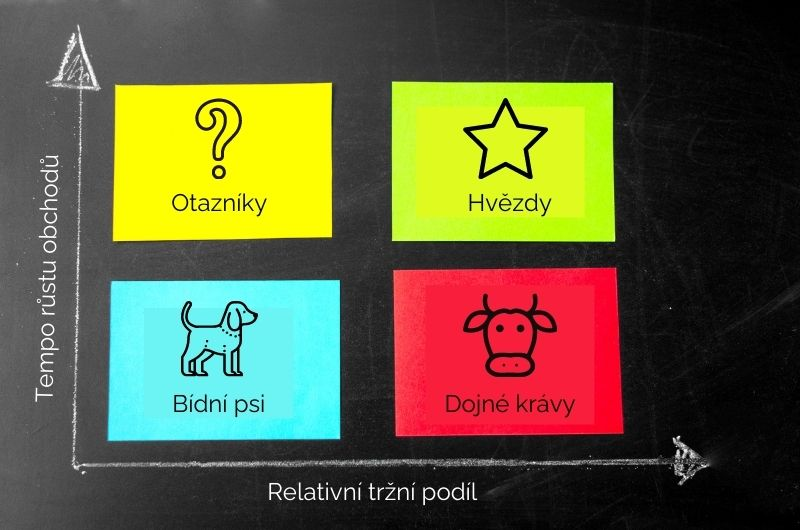 Tempo růstu obchodů
Otazníky
Hvězdy
Bídní psi
Dojné krávy
Relativní tržní podíl